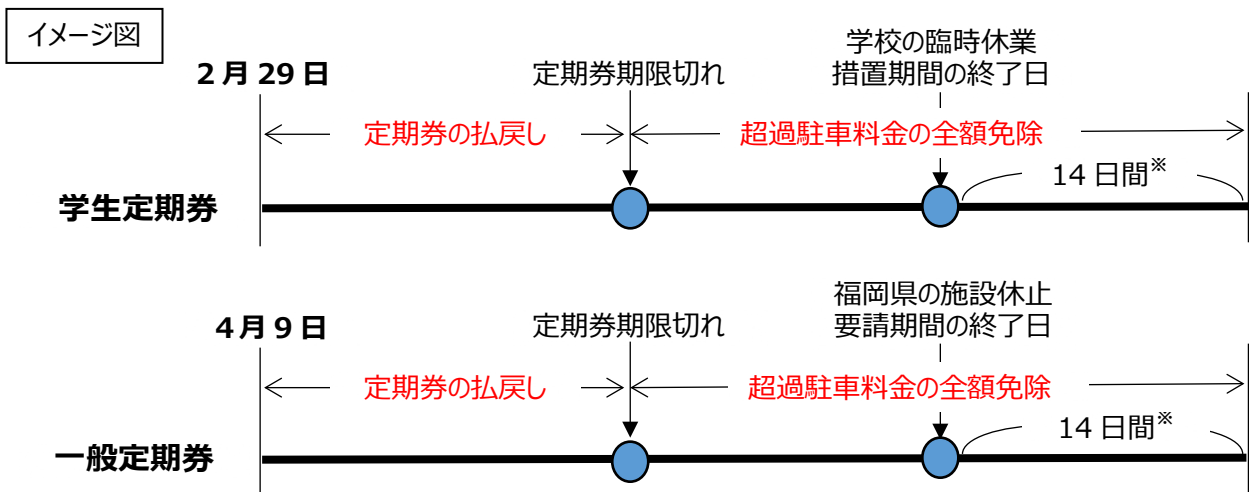 イメージ図
2月29日
定期券期限切れ
学校の臨時休業
措置期間の終了日
定期券の払戻し
超過駐車料金の全額免除
14日間※
学生定期券
4月9日
定期券期限切れ
福岡県の施設休止
要請期間の終了日
定期券の払戻し
超過駐車料金の全額免除
14日間※
一般定期券